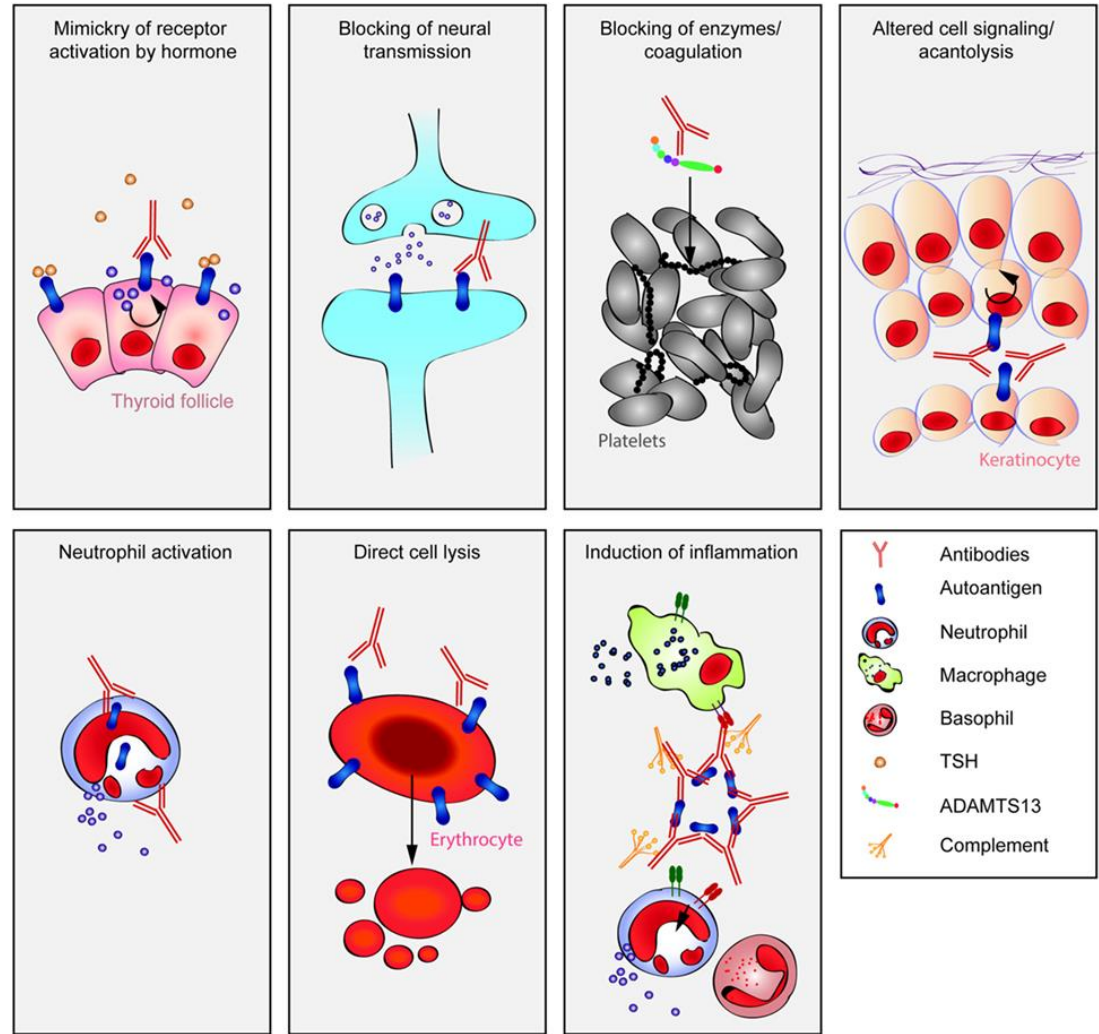 Mimickry of receptor
activation by hormone
Thyroid follicle
Blocking of neural
transmission
Blocking of enzymes/
coagulation
Platelets
Altered cell signaling/
acantolysis
Keratinocyte
Neutrophil activation
Direct cell lysis
Erythrocyte
Induction of inflammation
Antibodies
Autoantigen
Neutrophil
Macrophage
Basophil
TSH
ADAMTS13
Complement